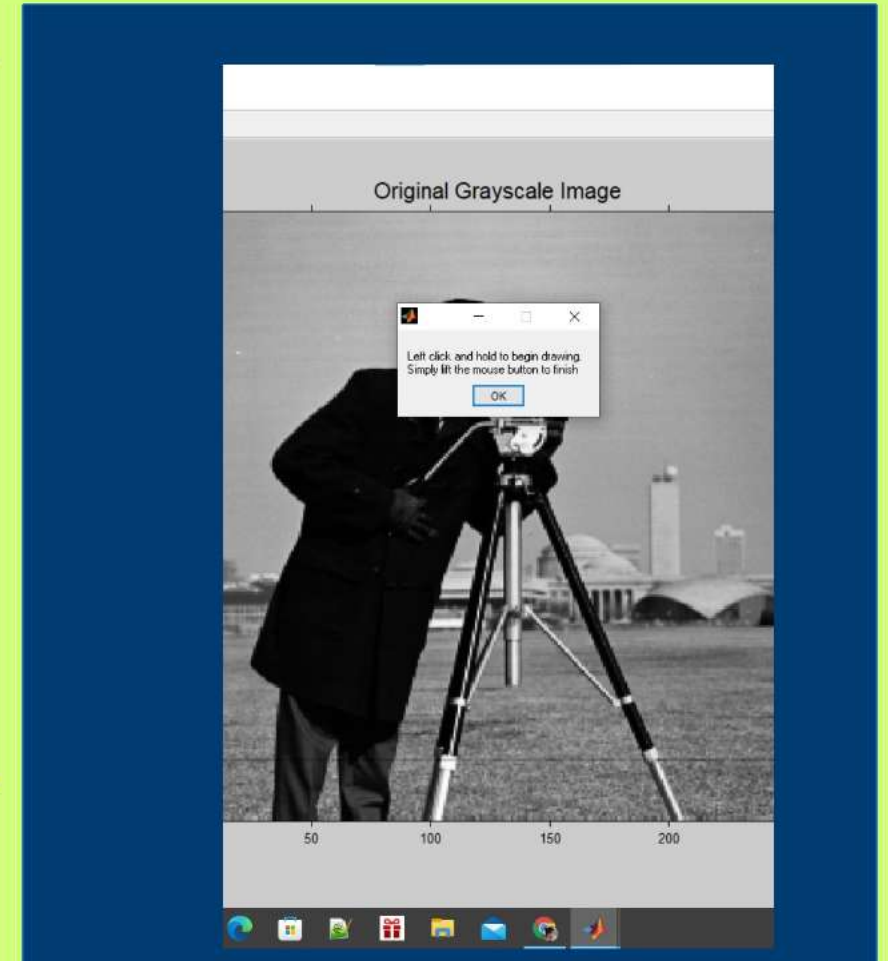 Original Grayscale Image
Left click and hold to begin drawing.
Simply lift the mouse button to finish
OK
50 100 150 200